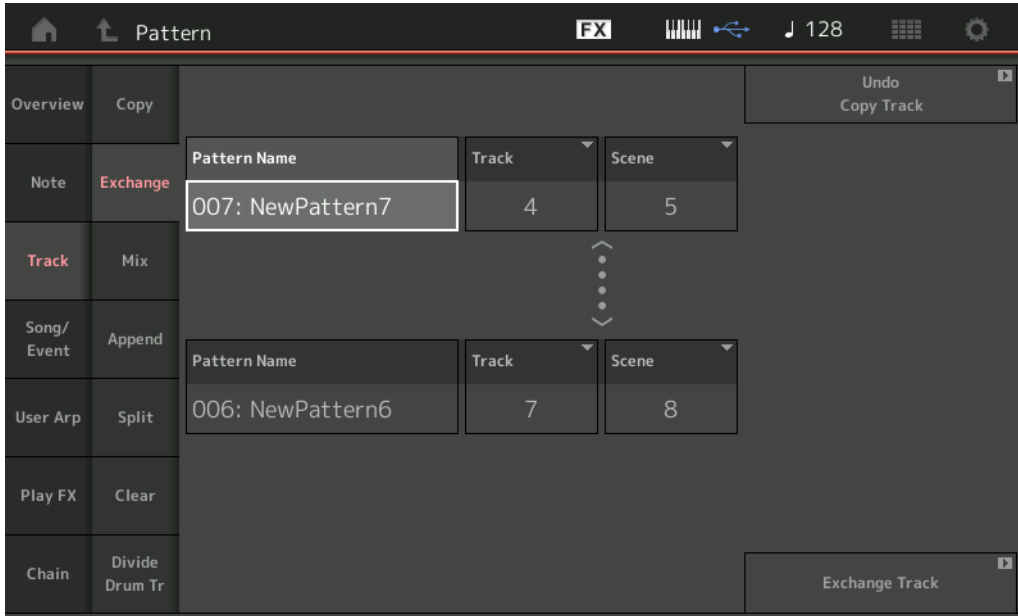 Pattern
FX
♩ 128
Overview
Copy
Undo
Copy Track
Note
Exchange
Pattern Name
Track
Scene
007: NewPattern7
4
5
Track
Mix
Song/
Event
Append
Pattern Name
Track
Scene
006: NewPattern6
7
8
User Arp
Split
Play FX
Clear
Chain
Divide
Drum Tr
Exchange Track